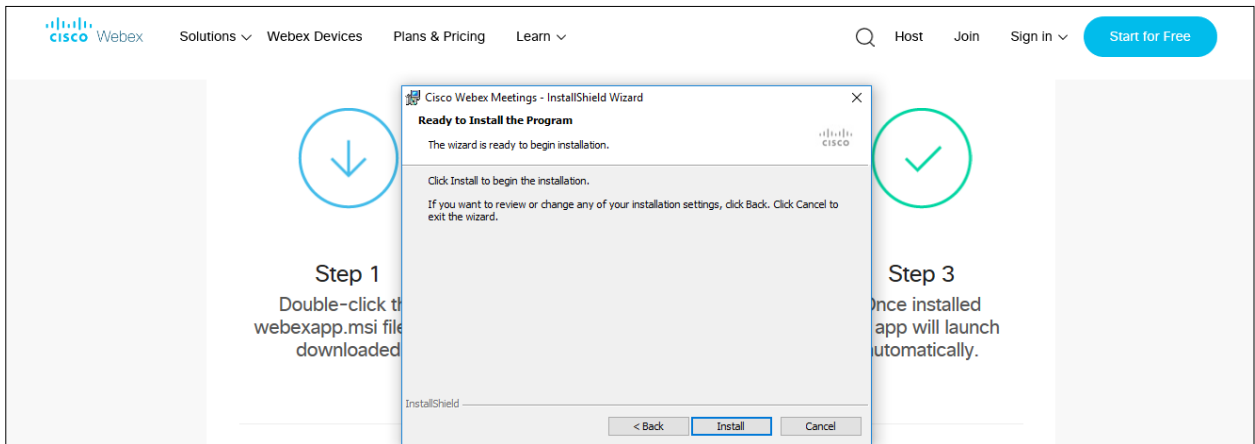 CISCO Webex
Solutions Webex Devices Plans & Pricing Learn Host Join Sign in Start for Free
Cisco Webex Meetings - InstallShield Wizard
Ready to Install the Program
The wizard is ready to begin installation.
CISCO
Click Install to begin the installation.
If you want to review or change any of your installation settings, click Back. Click Cancel to
exit the wizard.
InstallShield
< Back Install Cancel
Step 1
Double-click
webexapp.msi
downloaded
Step 3
installed
app will launch
automatically.